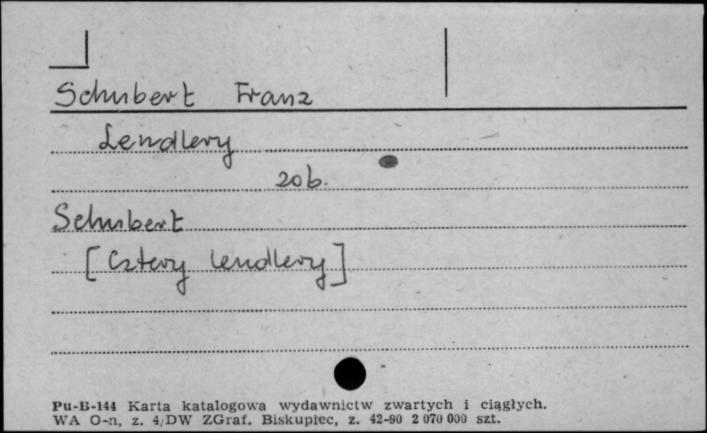 Schubert Franz
Lendlery
zob.
Schubert
[Cztery lendlery]
Pu-B-144 Karta katalogowa wydawnictw zwartych i ciągłych.
WA O-n, z. 4/DW ZGraf. Biskupiec, z. 42-90 2 070 000 szt.